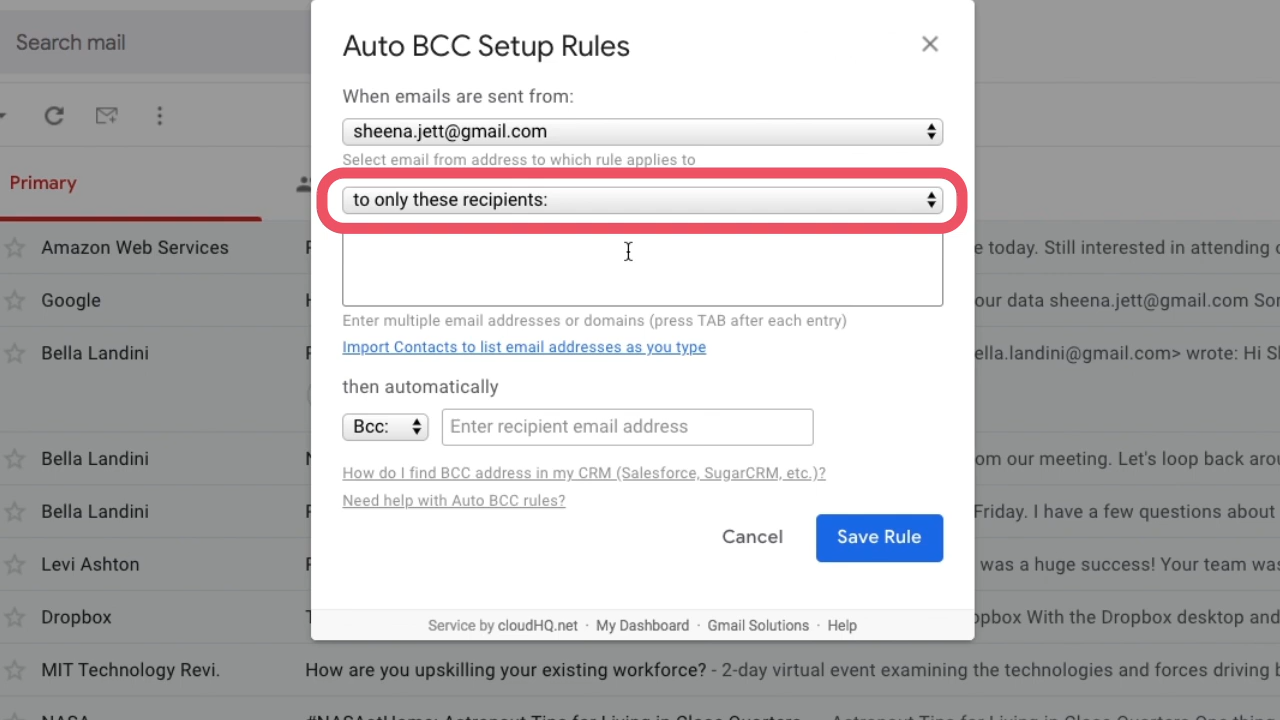 Search mail
Auto BCC Setup Rules
When emails are sent from:
sheena.jett@gmail.com
Select email from address to which rule applies to
Primary
to only these recipients:
Amazon Web Services
e today. Still interested in attending
Google
our data sheena.jett@gmail.com
Enter multiple email addresses or domains (press TAB after each entry)
Import Contacts to list email addresses as you type
Bella Landini
ella.landini@gmail.com> wrote: Hi
then automatically
Bcc:
Enter recipient email address
Bella Landini
om our meeting. Let's loop back
How do I find BCC address in my CRM (Salesforce, SugarCRM, etc.)?
Need help with Auto BCC rules?
Bella Landini
Friday. I have a few questions about
Cancel
Save Rule
Levi Ashton
was a huge success! Your team
Dropbox
opbox With the Dropbox desktop and
Service by cloudHQ.net · My Dashboard · Gmail Solutions · Help
MIT Technology Revi.
How are you upskilling your existing workforce? - 2-day virtual event examining the technologies and forces driving